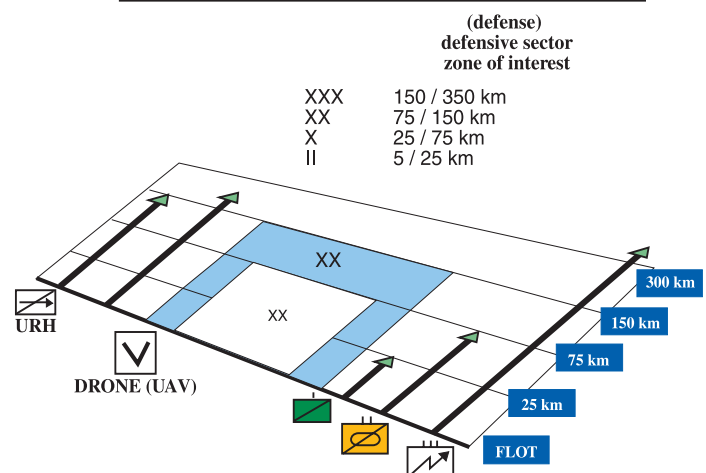 (defense)
defensive sector
zone of interest
XXX 150 / 350 km
XX 75 / 150 km
X 25 / 75 km
II 5 / 25 km
XX
XX
300 km
150 km
75 km
25 km
FLOT
URH
DRONE (UAV)